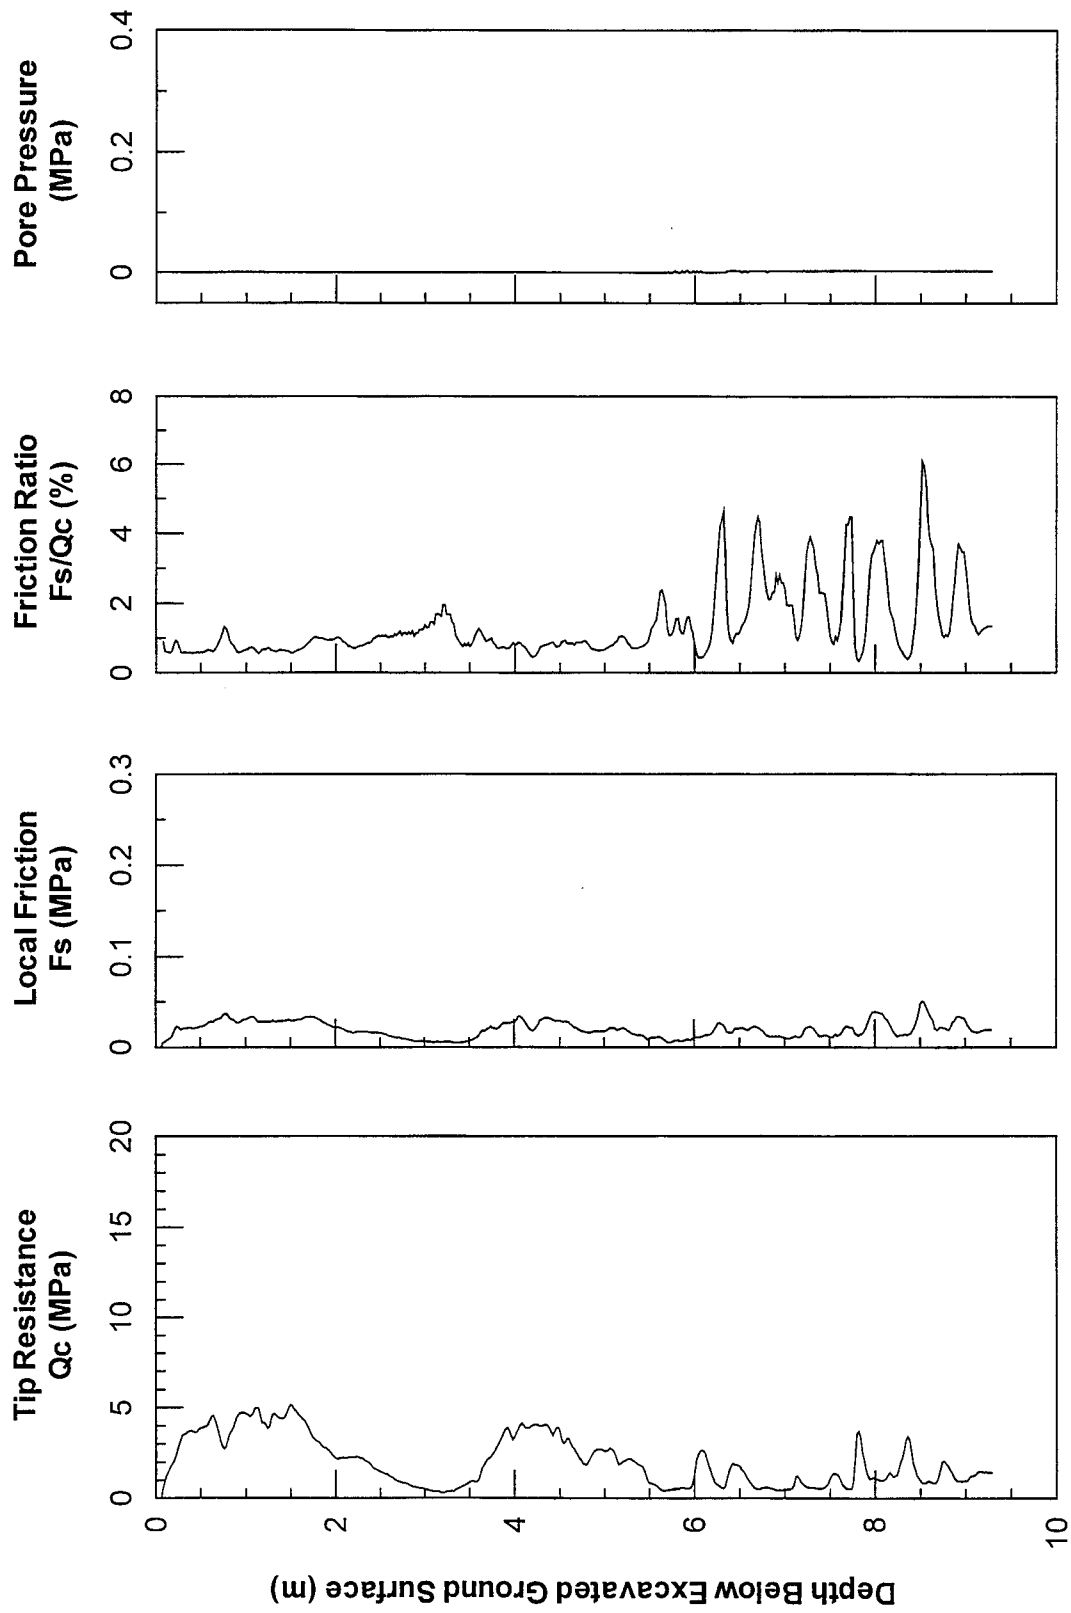 Tip Resistance
Qc (MPa)
0 5 10 15 20
Local Friction
Fs (MPa)
0 0.1 0.2 0.3
Friction Ratio
Fs/Qc (%)
0 2 4 6 8
Pore Pressure
(MPa)
0 0.2 0.4
Depth Below Excavated Ground Surface (m)
0
2
4
6
8
10